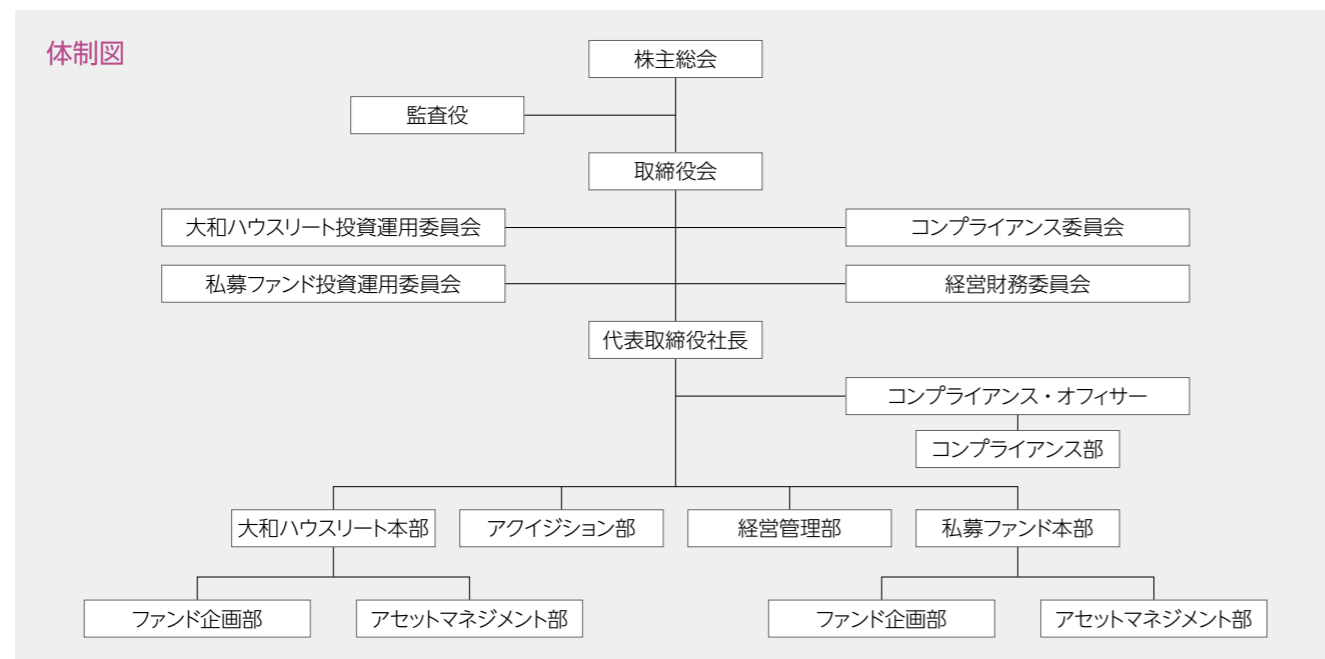 体制図
株主総会
監査役
取締役会
大和ハウスリート投資運用委員会
コンプライアンス委員会
私募ファンド投資運用委員会
経営財務委員会
代表取締役社長
コンプライアンス・オフィサー
コンプライアンス部
大和ハウスリート本部
アクイジション部
経営管理部
私募ファンド本部
ファンド企画部
アセットマネジメント部
ファンド企画部
アセットマネジメント部